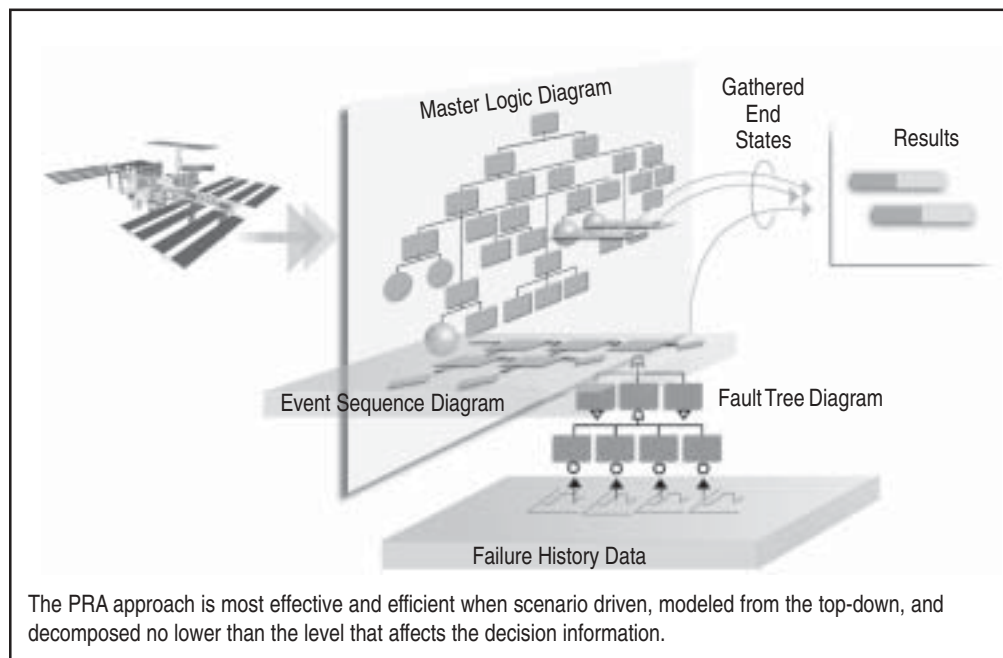 Master Logic Diagram
Gathered
End
States
Results
Event Sequence Diagram
Fault Tree Diagram
Failure History Data
The PRA approach is most effective and efficient when scenario driven, modeled from the top-down, and
decomposed no lower than the level that affects the decision information.